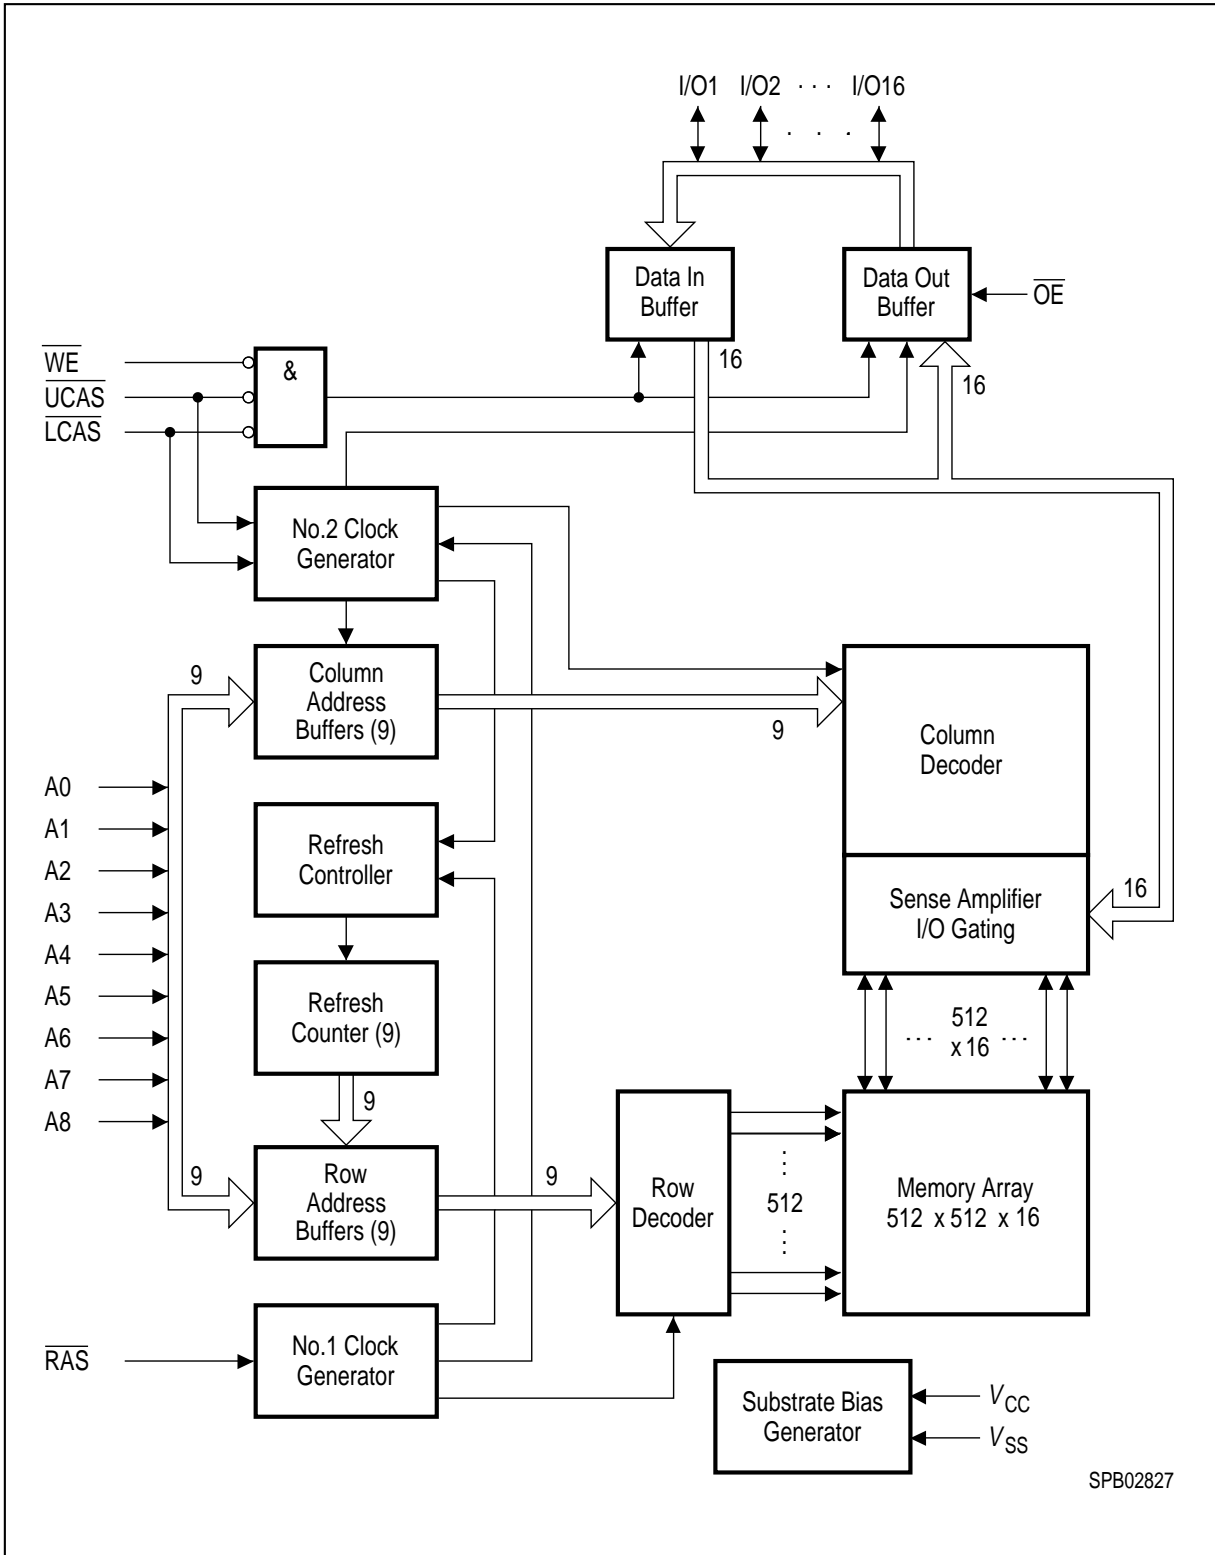 I/O1 I/O2 ··· I/O16
. . .
Data In
Buffer
Data Out
Buffer
OE
16
16
WE
UCAS
LCAS
&
No.2 Clock
Generator
9
Column
Address
Buffers (9)
9
Column
Decoder
A0
A1
A2
A3
A4
A5
A6
A7
A8
Refresh
Controller
Sense Amplifier
I/O Gating
16
Refresh
Counter (9)
9
··· 512 ···
x 16
9
Row
Address
Buffers (9)
9
Row
Decoder
512
Memory Array
512 x 512 x 16
RAS
No.1 Clock
Generator
Substrate Bias
Generator
VCC
VSS
SPB02827